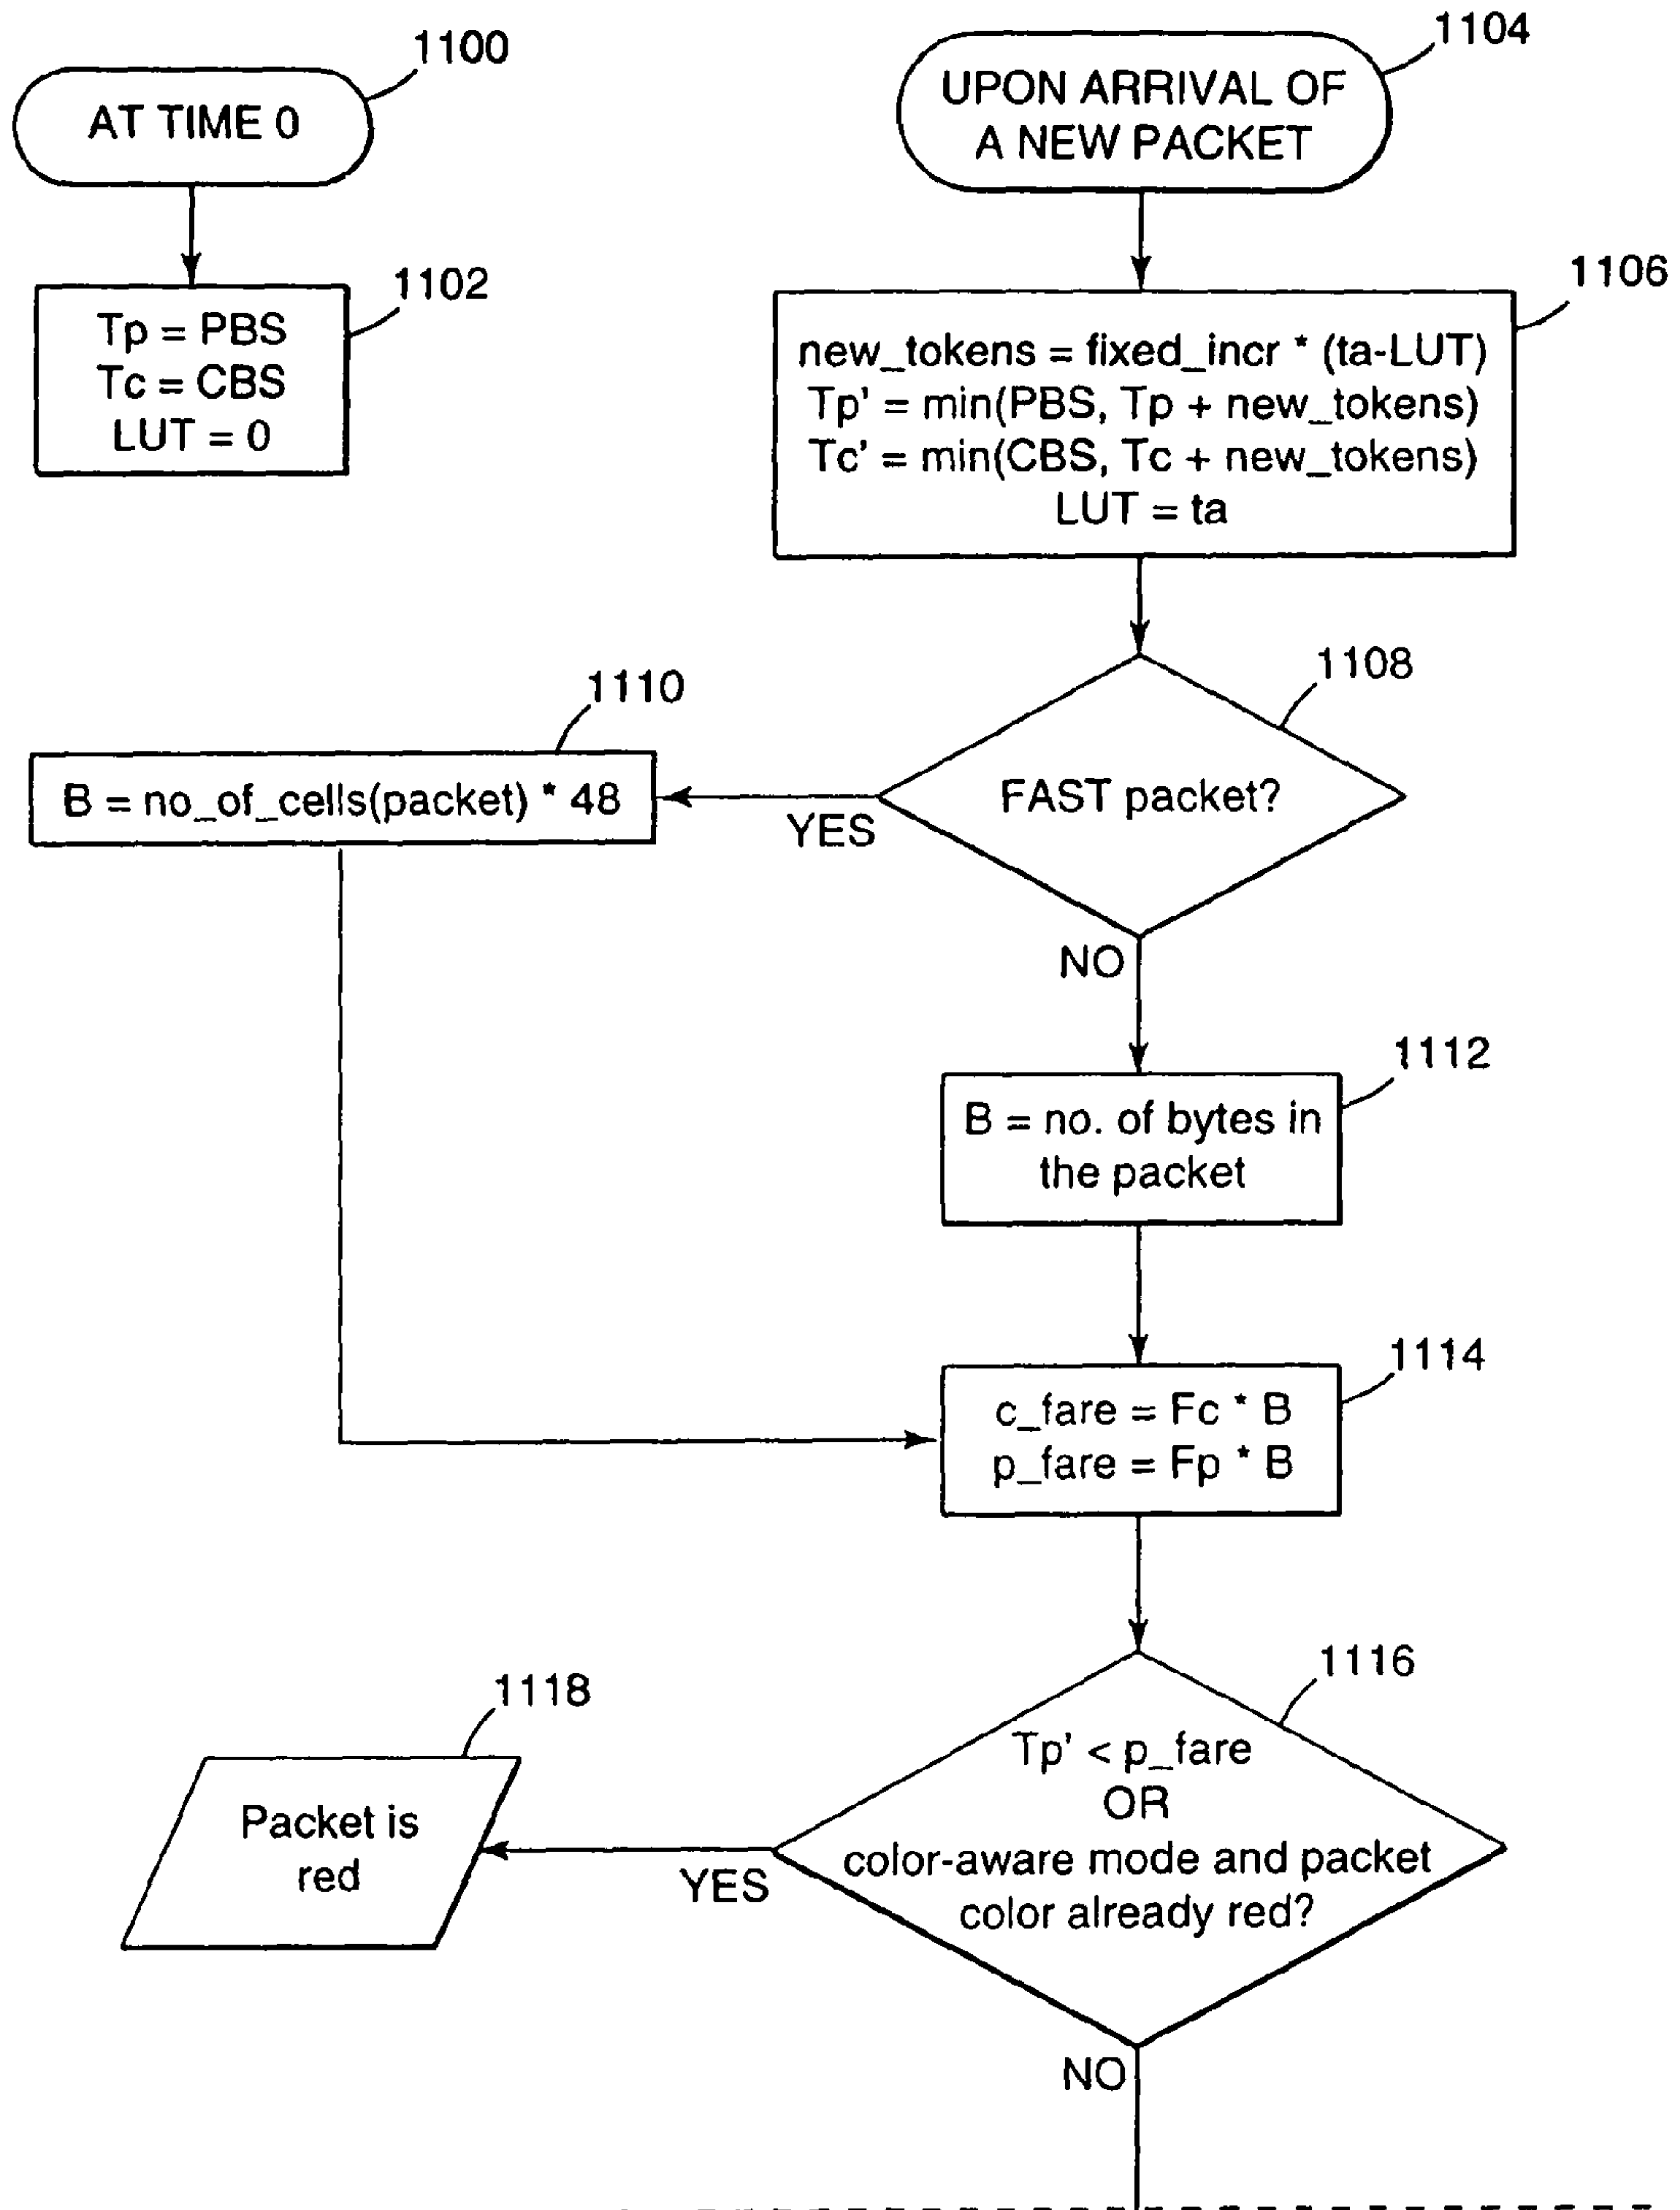 1100
AT TIME 0
1102
Tp = PBS
Tc = CBS
LUT = 0
1104
UPON ARRIVAL OF
A NEW PACKET
1106
new_tokens = fixed_incr * (ta-LUT)
Tp' = min(PBS, Tp + new_tokens)
Tc' = min(CBS, Tc + new_tokens)
LUT = ta
1108
FAST packet?
YES
1110
B = no_of_cells(packet) * 48
NO
1112
B = no. of bytes in
the packet
1114
c_fare = Fc * B
p_fare = Fp * B
1116
Tp' < p_fare
OR
color-aware mode and packet
color already red?
YES
1118
Packet is
red
NO